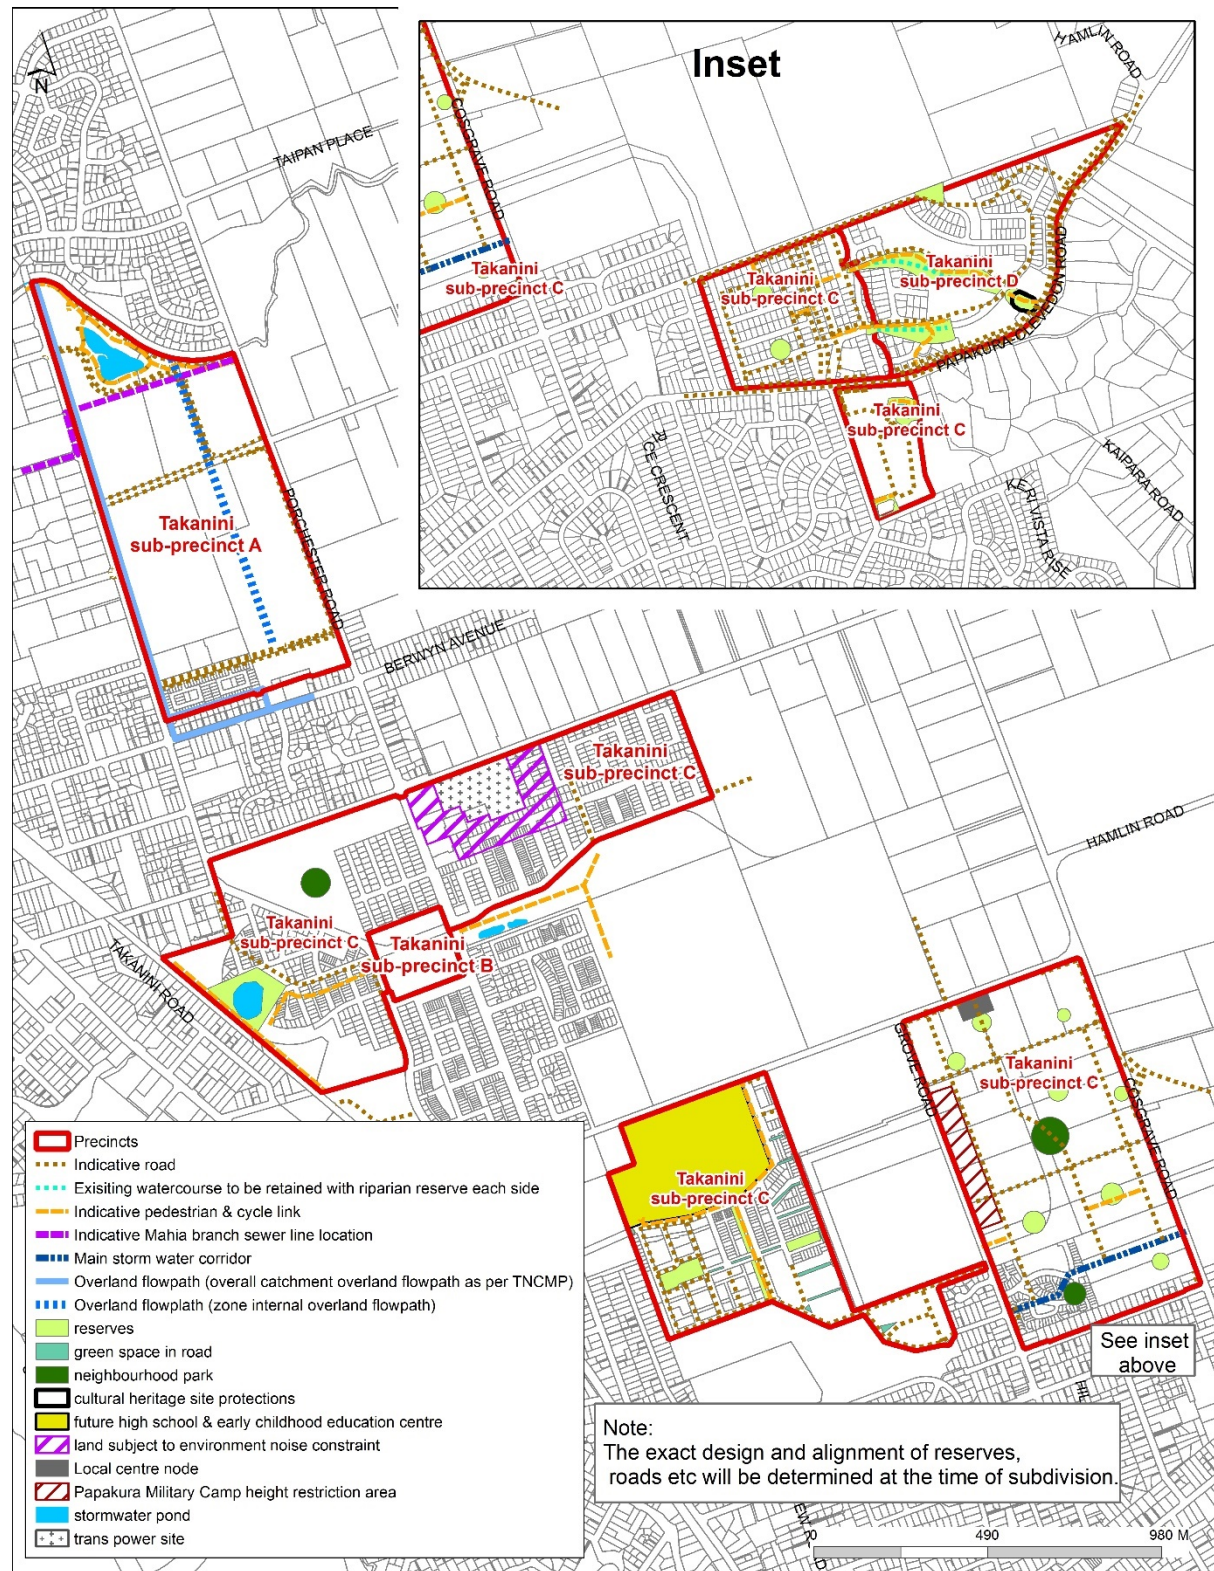 Inset
HAMLIN ROAD
N
TAIPAN PLACE
COSGRAVE ROAD
Takanini
sub-precinct C
Takanini
sub-precinct C
Takanini
sub-precinct D
PAPAKURA-CLEVEDON ROAD
Takanini
sub-precinct C
KAIPARA ROAD
KERI VISTA RISE
Takanini
sub-precinct A
PORCHESTER ROAD
BERWYN AVENUE
Takanini
sub-precinct C
HAMLIN ROAD
Takanini
sub-precinct C
Takanini
sub-precinct B
TAKANINI ROAD
GROVE ROAD
Takanini
sub-precinct C
COSGRAVE ROAD
Takanini
sub-precinct C
See inset
above
Precincts
Indicative road
Exisiting watercourse to be retained with riparian reserve each side
Indicative pedestrian & cycle link
Indicative Mahia branch sewer line location
Main storm water corridor
Overland flowpath (overall catchment overland flowpath as per TNCMP)
Overland flowplath (zone internal overland flowpath)
reserves
green space in road
neighbourhood park
cultural heritage site protections
future high school & early childhood education centre
land subject to environment noise constraint
Local centre node
Papakura Military Camp height restriction area
stormwater pond
trans power site
Note:
The exact design and alignment of reserves,
roads etc will be determined at the time of subdivision.
0 490 980 M